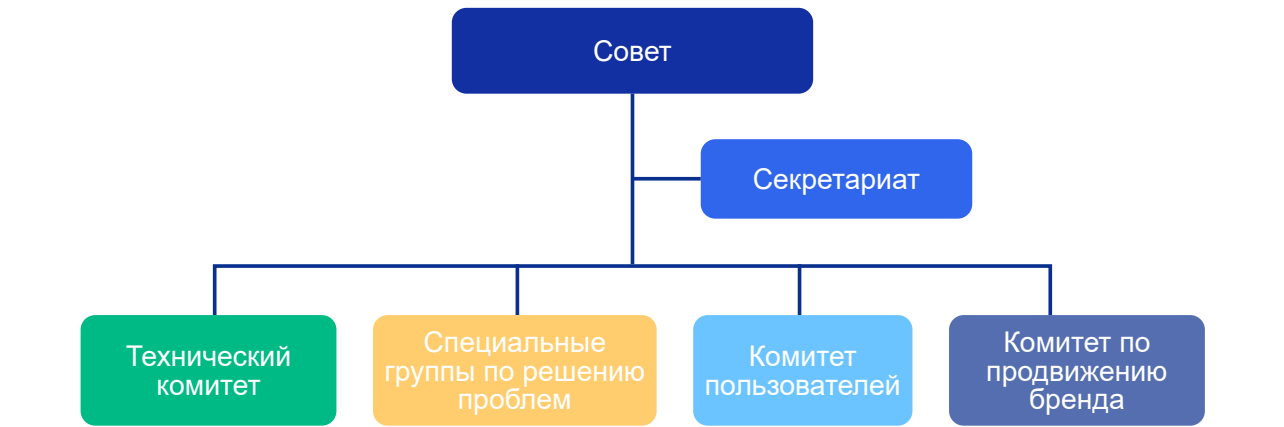 Совет
Секретариат
Технический
комитет
Специальные
группы по решению
проблем
Комитет
пользователей
Комитет по
продвижению
бренда